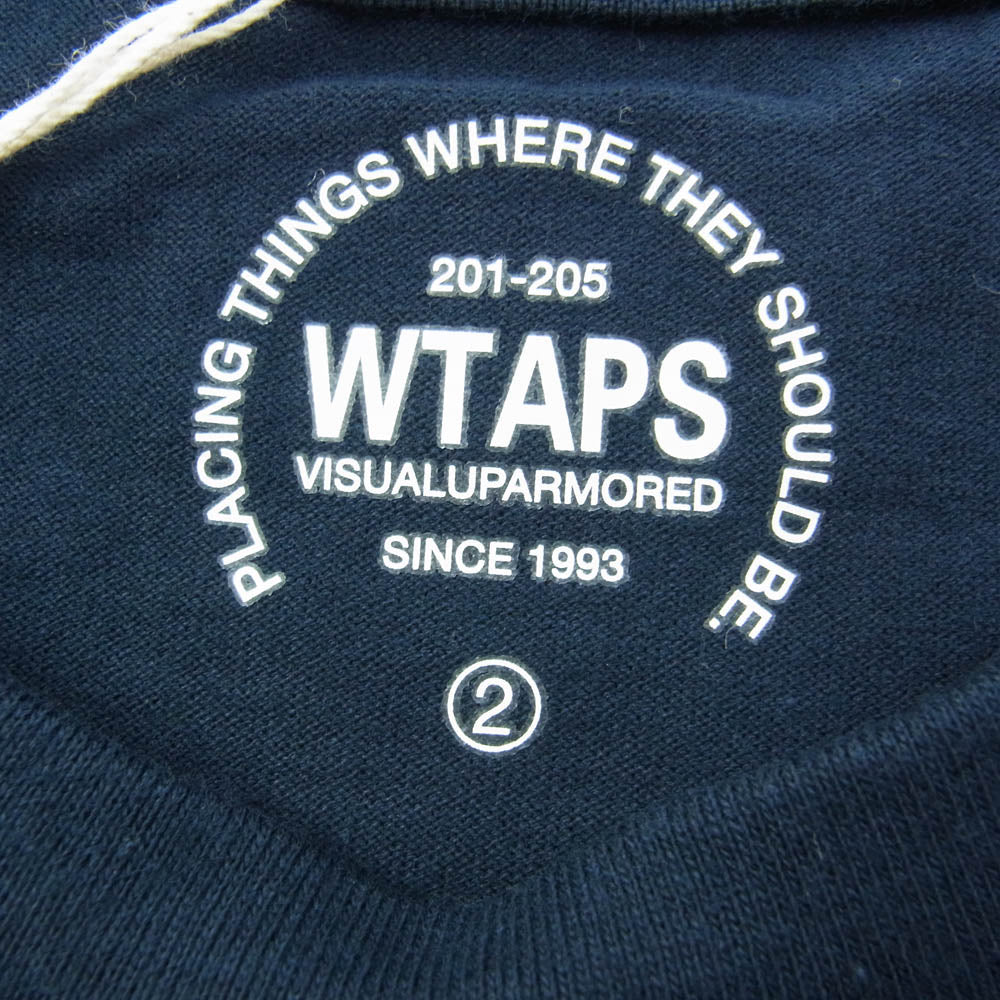 PLACING THINGS WHERE THEY SHOULD BE.
201-205
WTAPS
VISUALUPARMORED
SINCE 1993
2